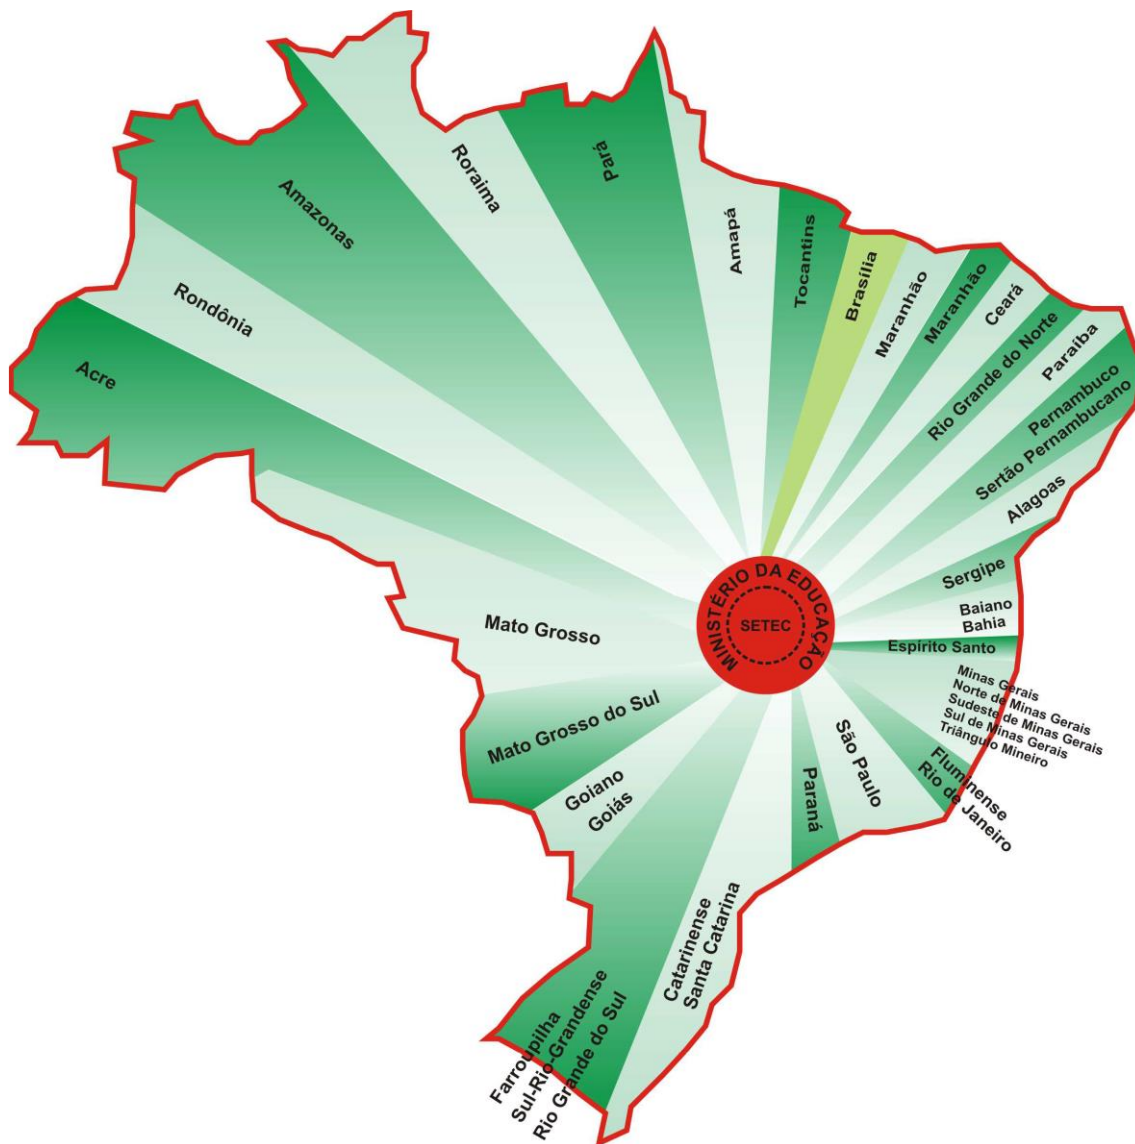 Acre
Rondônia
Amazonas
Roraima
Pará
Amapá
Tocantins
Brasília
Maranhão
Maranhão
Ceará
Rio Grande do Norte
Paraíba
Pernambuco
Sertão Pernambucano
Alagoas
Sergipe
Baiano
Bahia
Espírito Santo
Minas Gerais
Norte de Minas Gerais
Sudeste de Minas Gerais
Sul de Minas Gerais
Triângulo Mineiro
Fluminense
Rio de Janeiro
São Paulo
Paraná
Catarinense
Santa Catarina
Farroupilha
Sul-Rio-Grandense
Rio Grande do Sul
Goiano
Goiás
Mato Grosso do Sul
Mato Grosso
MINISTÉRIO DA EDUCAÇÃO
SETEC